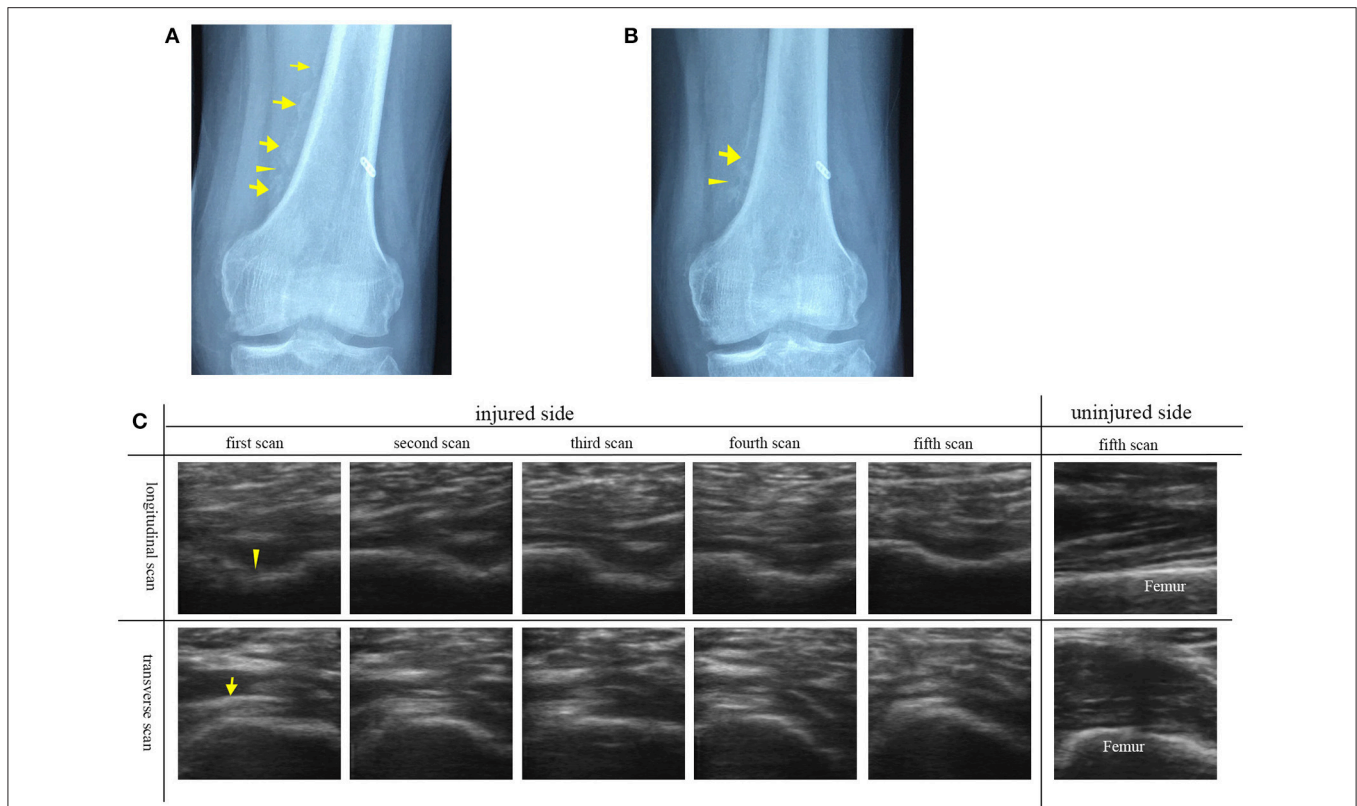 A
B
C
injured side
uninjured side
first scan
second scan
third scan
fourth scan
fifth scan
fifth scan
longitudinal scan
Femur
transverse scan
Femur